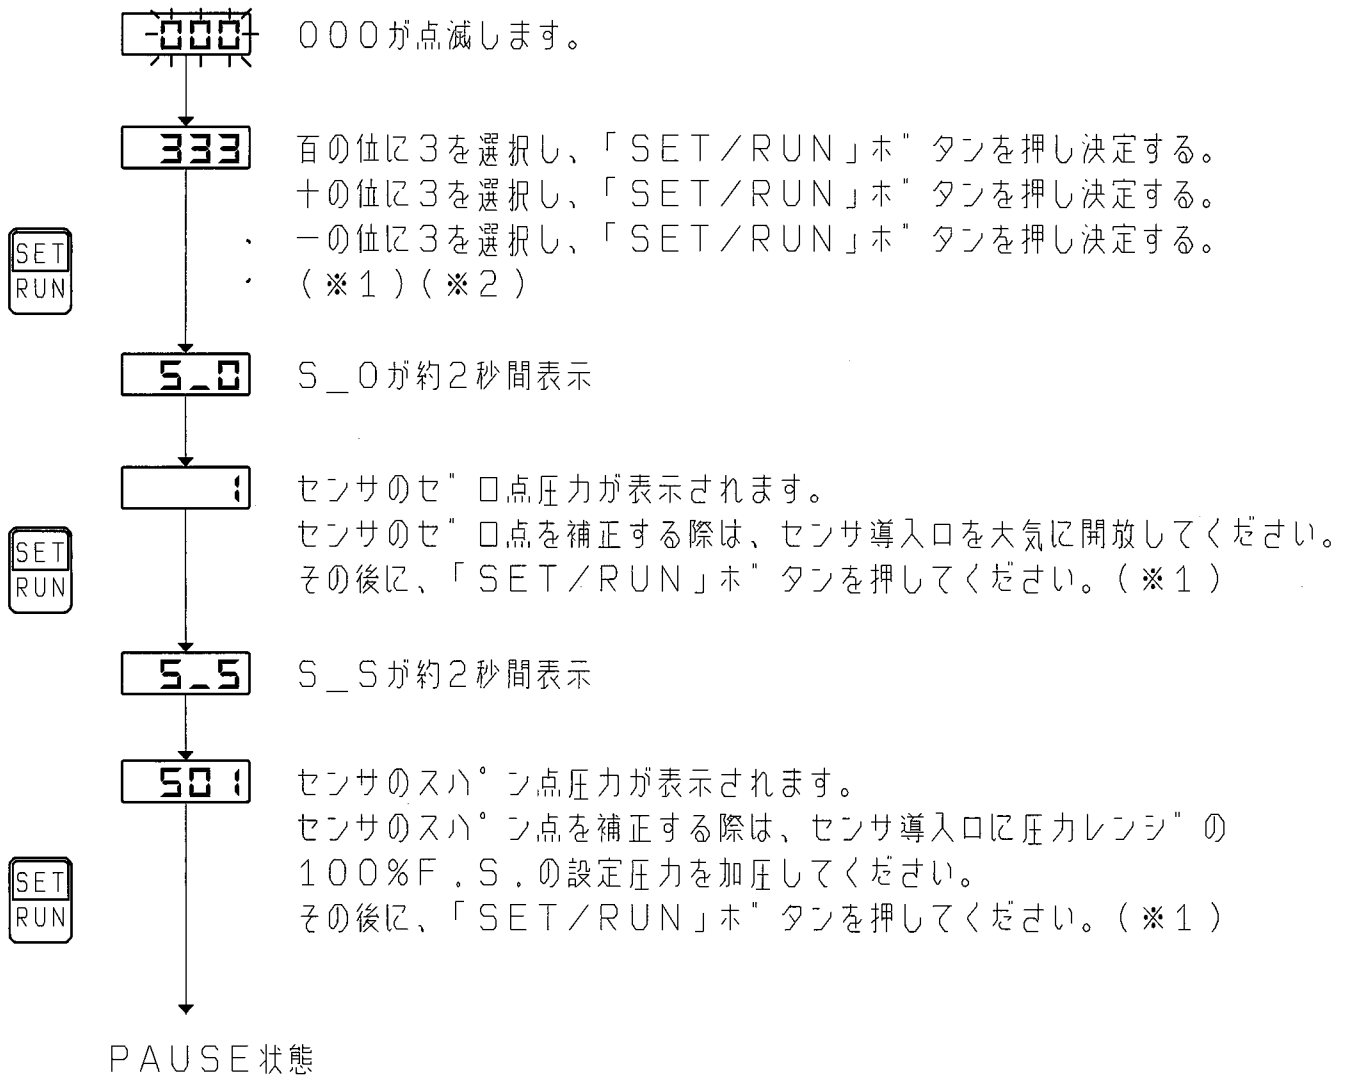 000 000が点滅します。
333 百の位に3を選択し、「SET/RUN」ボタンを押し決定する。
十の位に3を選択し、「SET/RUN」ボタンを押し決定する。
SET 一の位に3を選択し、「SET/RUN」ボタンを押し決定する。
RUN (※1)(※2)
S_0 S_0が約2秒間表示
1 センサのゼロ点圧力が表示されます。
SET センサのゼロ点を補正する際は、センサ導入口を大気に開放してください。
RUN その後に、「SET/RUN」ボタンを押してください。(※1)
S_S S_Sが約2秒間表示
501 センサのスパン点圧力が表示されます。
センサのスパン点を補正する際は、センサ導入口に圧力レンジの
SET 100%F.S.の設定圧力を加圧してください。
RUN その後に、「SET/RUN」ボタンを押してください。(※1)
PAUSE状態